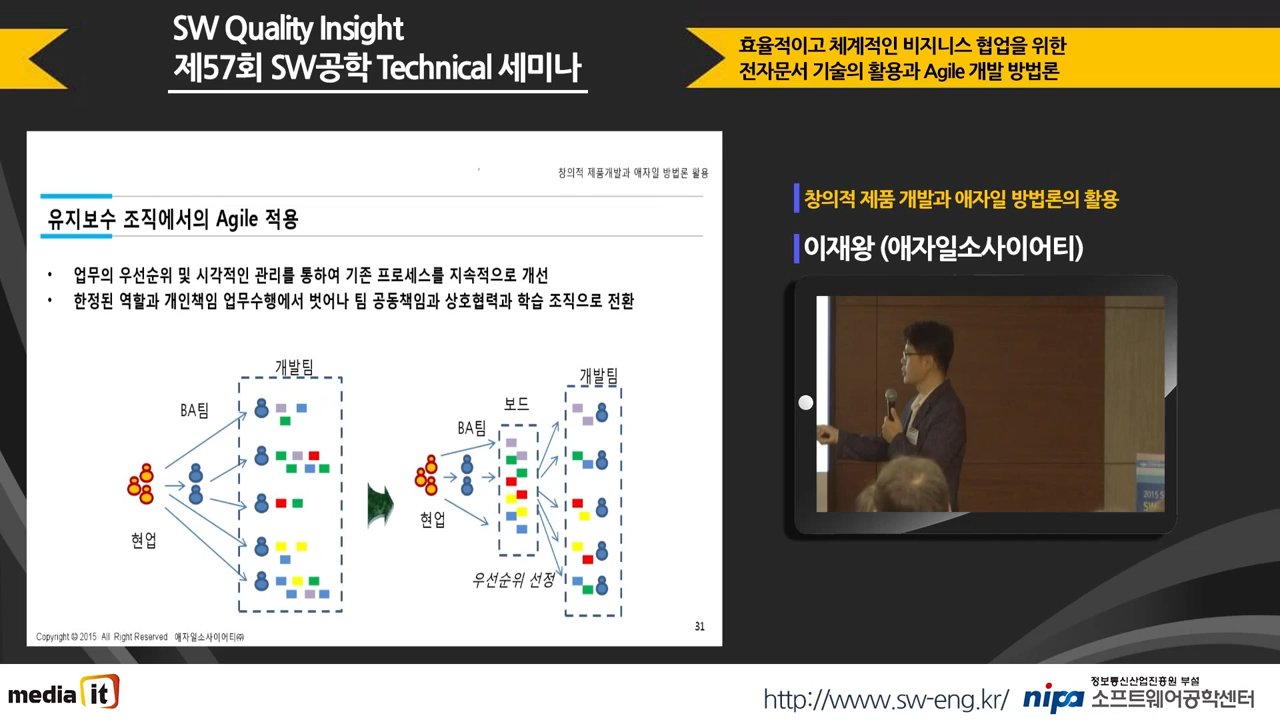 SW Quality Insight
제57회 SW공학 Technical 세미나
효율적이고 체계적인 비지니스 협업을 위한
전자문서 기술의 활용과 Agile 개발 방법론
창의적 제품개발과 애자일 방법론 활용
유지보수 조직에서의 Agile 적용
• 업무의 우선순위 및 시각적인 관리를 통하여 기존 프로세스를 지속적으로 개선
• 한정된 역할과 개인책임 업무수행에서 벗어나 팀 공동책임과 상호협력과 학습 조직으로 전환
개발팀
BA팀
현업
개발팀
보드
BA팀
현업
우선순위 선정
31
Copyright © 2015 All Right Reserved 애자일소사이어티㈜
창의적 제품 개발과 애자일 방법론의 활용
이재왕 (애자일소사이어티)
2015 S
SW
media it
http://www.sw-eng.kr/
nipa
정보통신산업진흥원 부설
소프트웨어공학센터